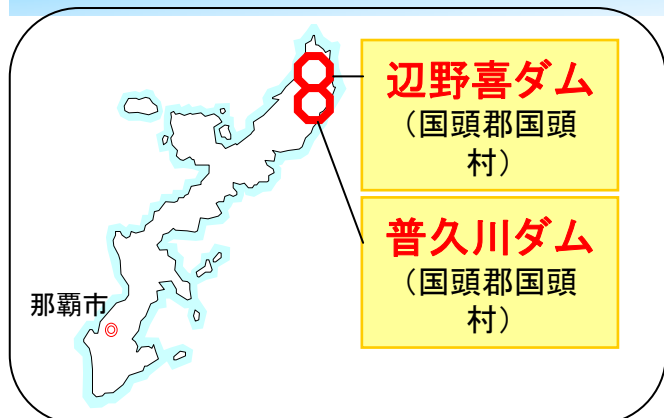 辺野喜ダム
（国頭郡国頭
村）
普久川ダム
（国頭郡国頭
村）
那覇市